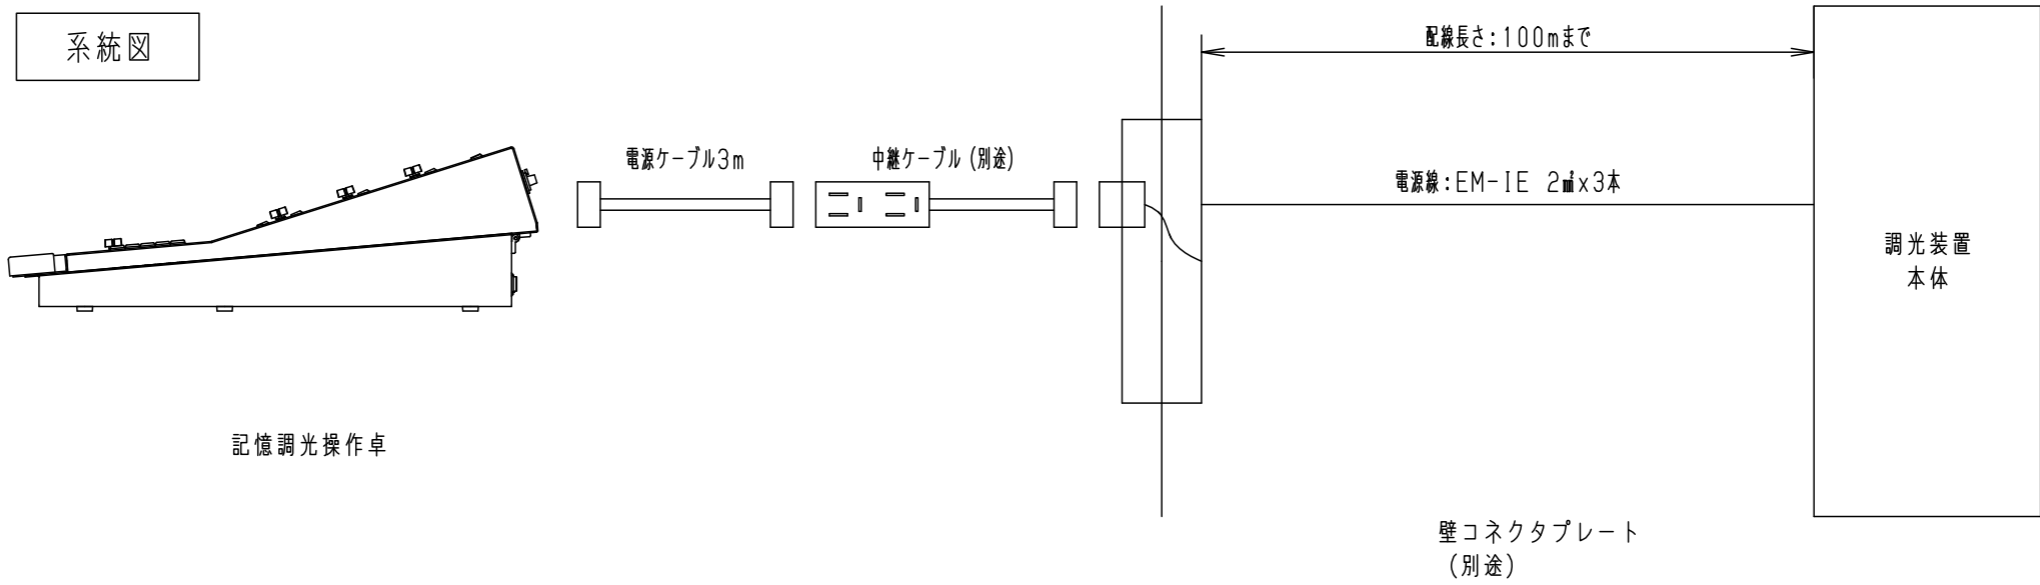 系統図
配線長さ:100mまで
電源ケーブル3m
中継ケーブル(別途)
電源線:EM-IE 2㎟x3本
調光装置
本体
記憶調光操作卓
壁コネクタプレート
(別途)